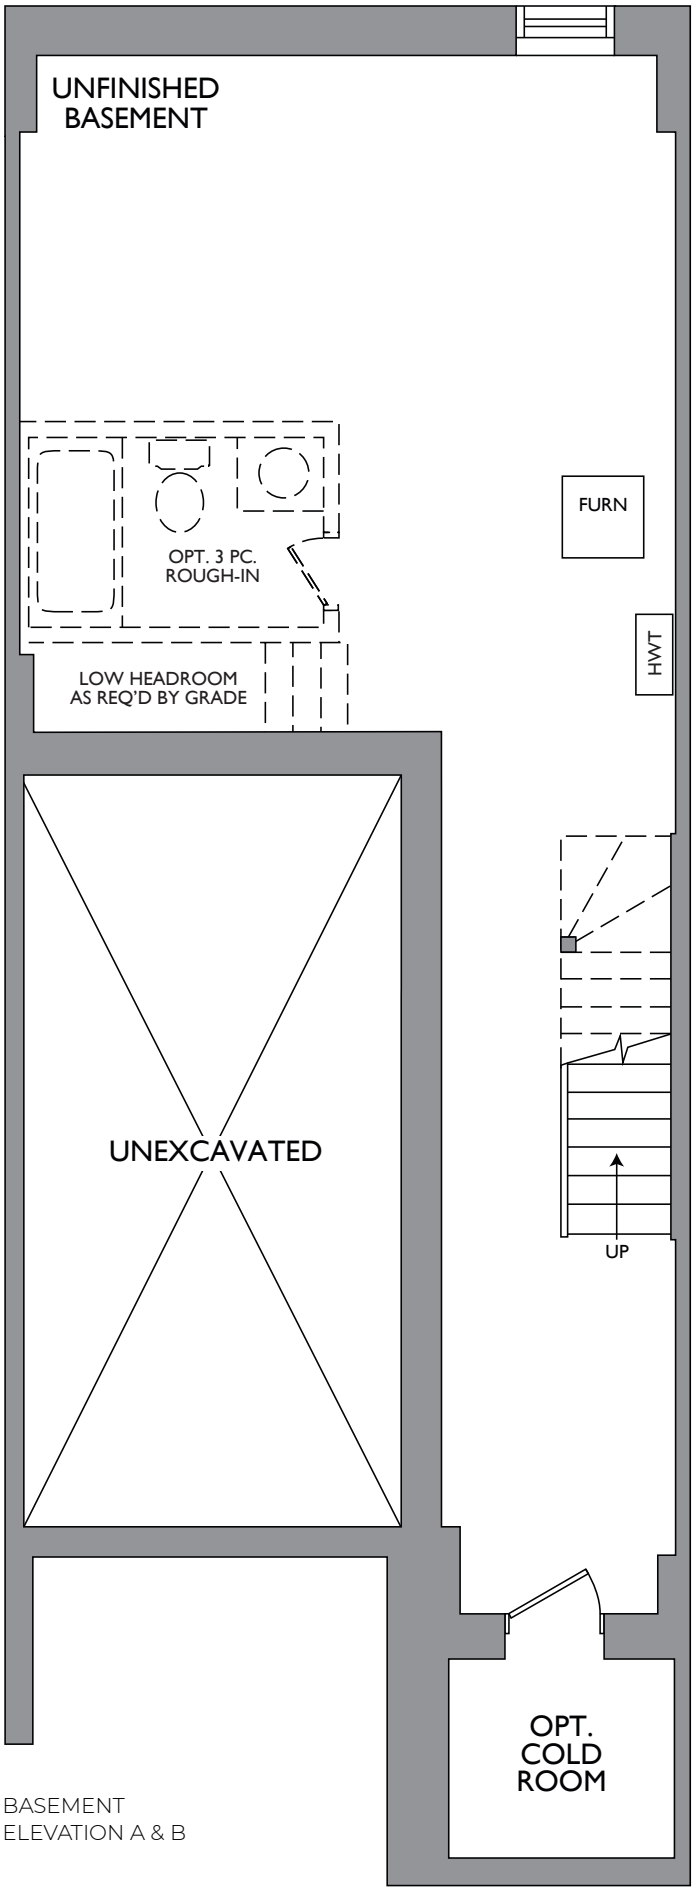 UNFINISHED
BASEMENT
FURN
OPT. 3 PC.
ROUGH-IN
HWT
LOW HEADROOM
AS REQ’D BY GRADE
UNEXCAVATED
UP
OPT.
COLD
ROOM
BASEMENT
ELEVATION A & B